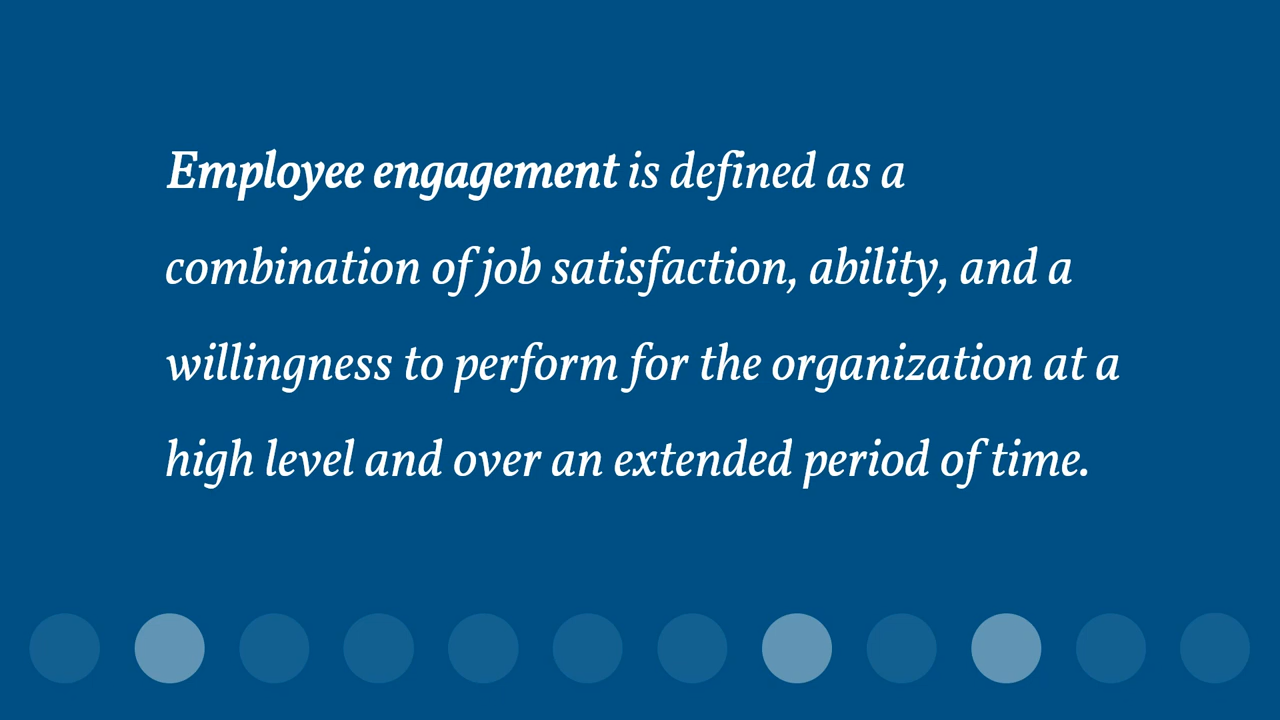 Employee engagement is defined as a
combination of job satisfaction, ability, and a
willingness to perform for the organization at a
high level and over an extended period of time.